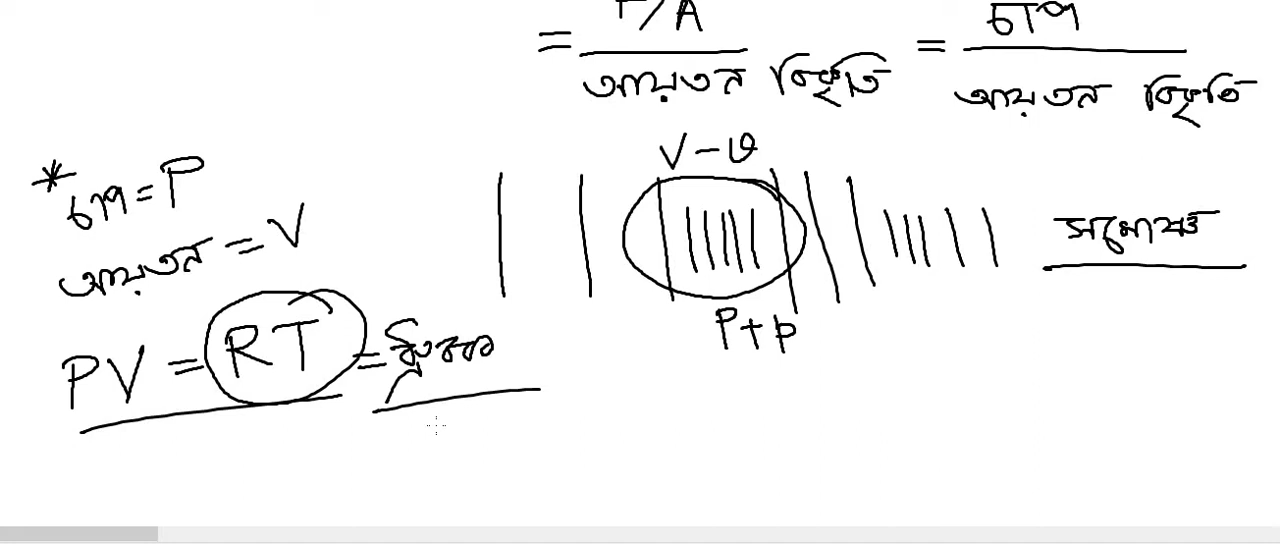 = F/A / আয়তন বিকৃতি = চাপ / আয়তন বিকৃতি
V - v
* চাপ = P
আয়তন = V
সমোষ্ণ
P + p
PV = RT = ধ্রুবক